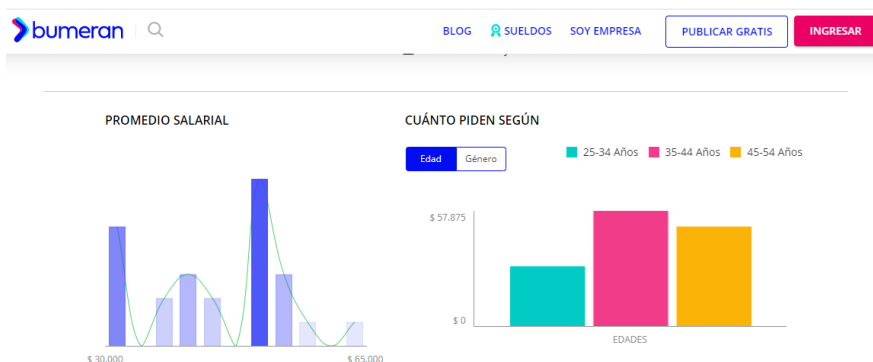 bumeran
BLOG
SUELDOS
SOY EMPRESA
PUBLICAR GRATIS
INGRESAR
PROMEDIO SALARIAL
CUÁNTO PIDEN SEGÚN
Edad
Género
25-34 Años
35-44 Años
45-54 Años
$ 57.875
$ 0
EDADES
$ 30.000
$ 65.000